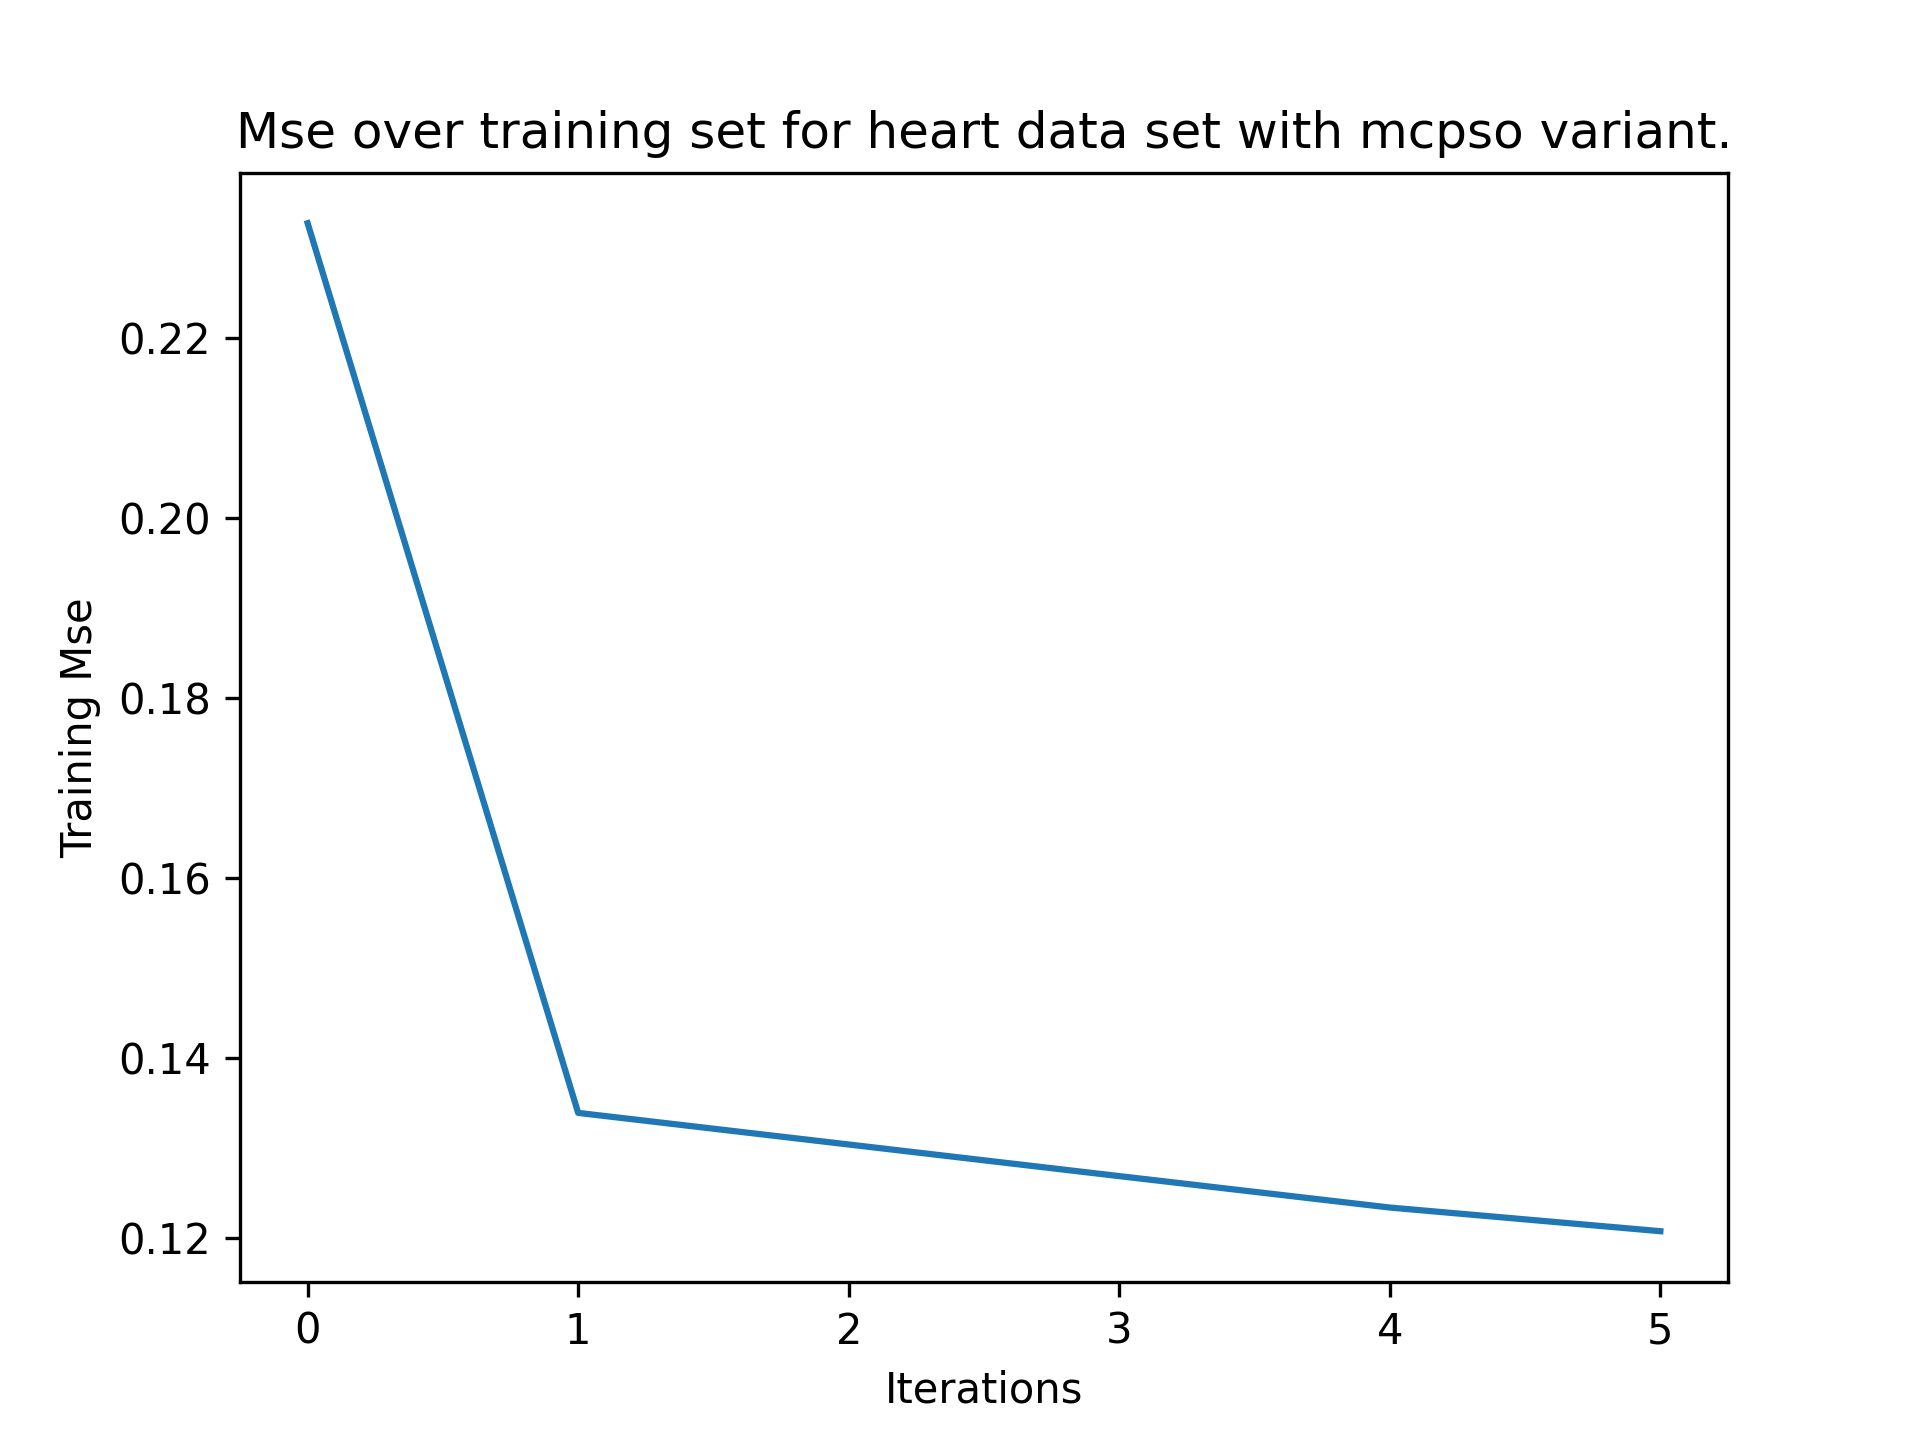 Mse over training set for heart data set with mcpso variant.
0.22
0.20
0.18
0.16
0.14
0.12
Training Mse
0 1 2 3 4 5
Iterations